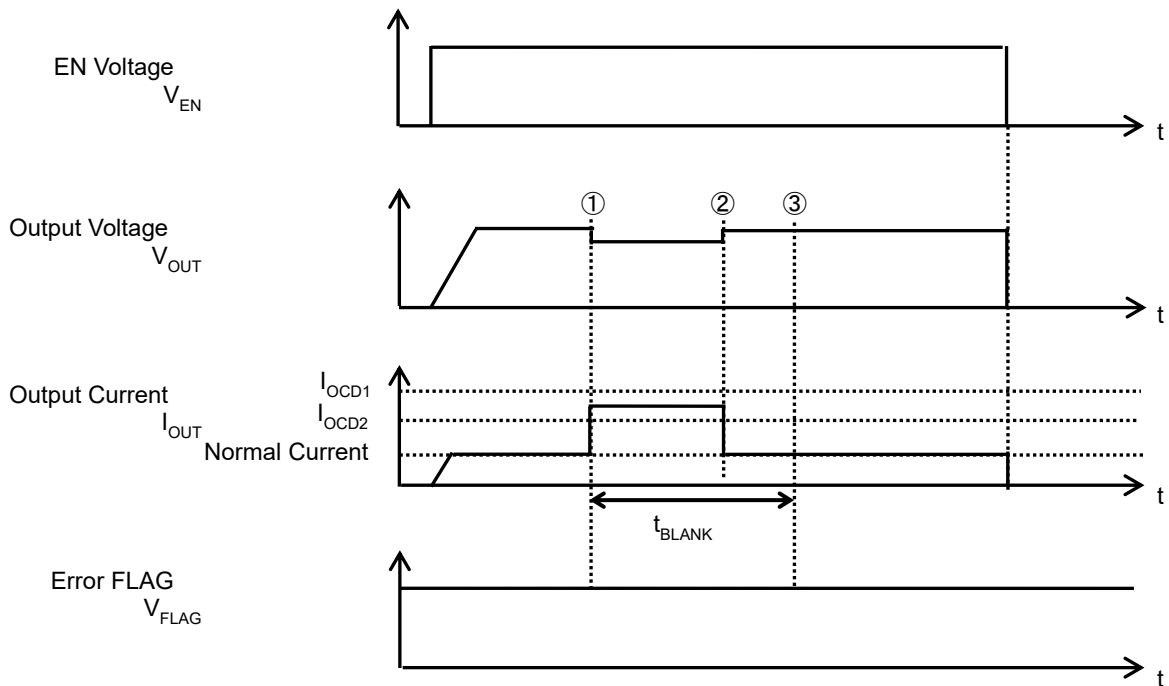 EN Voltage
V_EN
t
① ② ③
Output Voltage
V_OUT
t
I_OCD1
Output Current
I_OCD2
I_OUT
Normal Current
t
t_BLANK
Error FLAG
V_FLAG
t